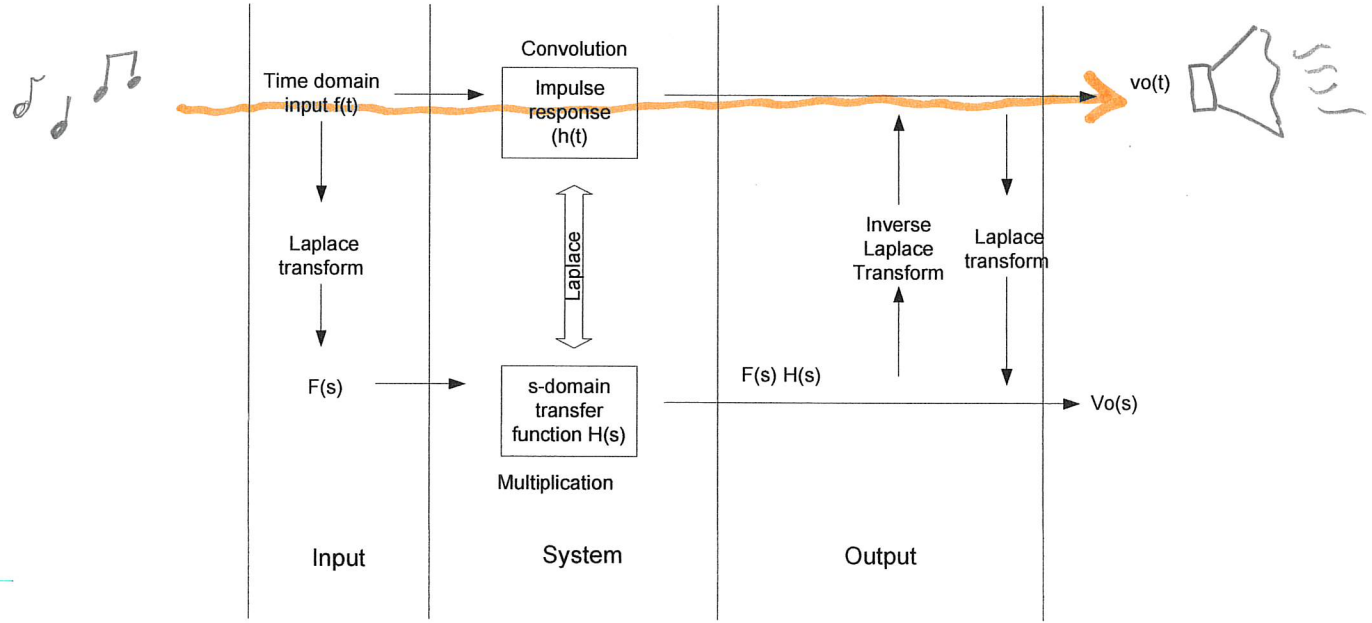 Convolution
Time domain
input f(t)
Impulse
response
(h(t)
vo(t)
Laplace
transform
Laplace
Inverse
Laplace
Transform
Laplace
transform
F(s)
s-domain
transfer
function H(s)
F(s) H(s)
Vo(s)
Multiplication
Input
System
Output